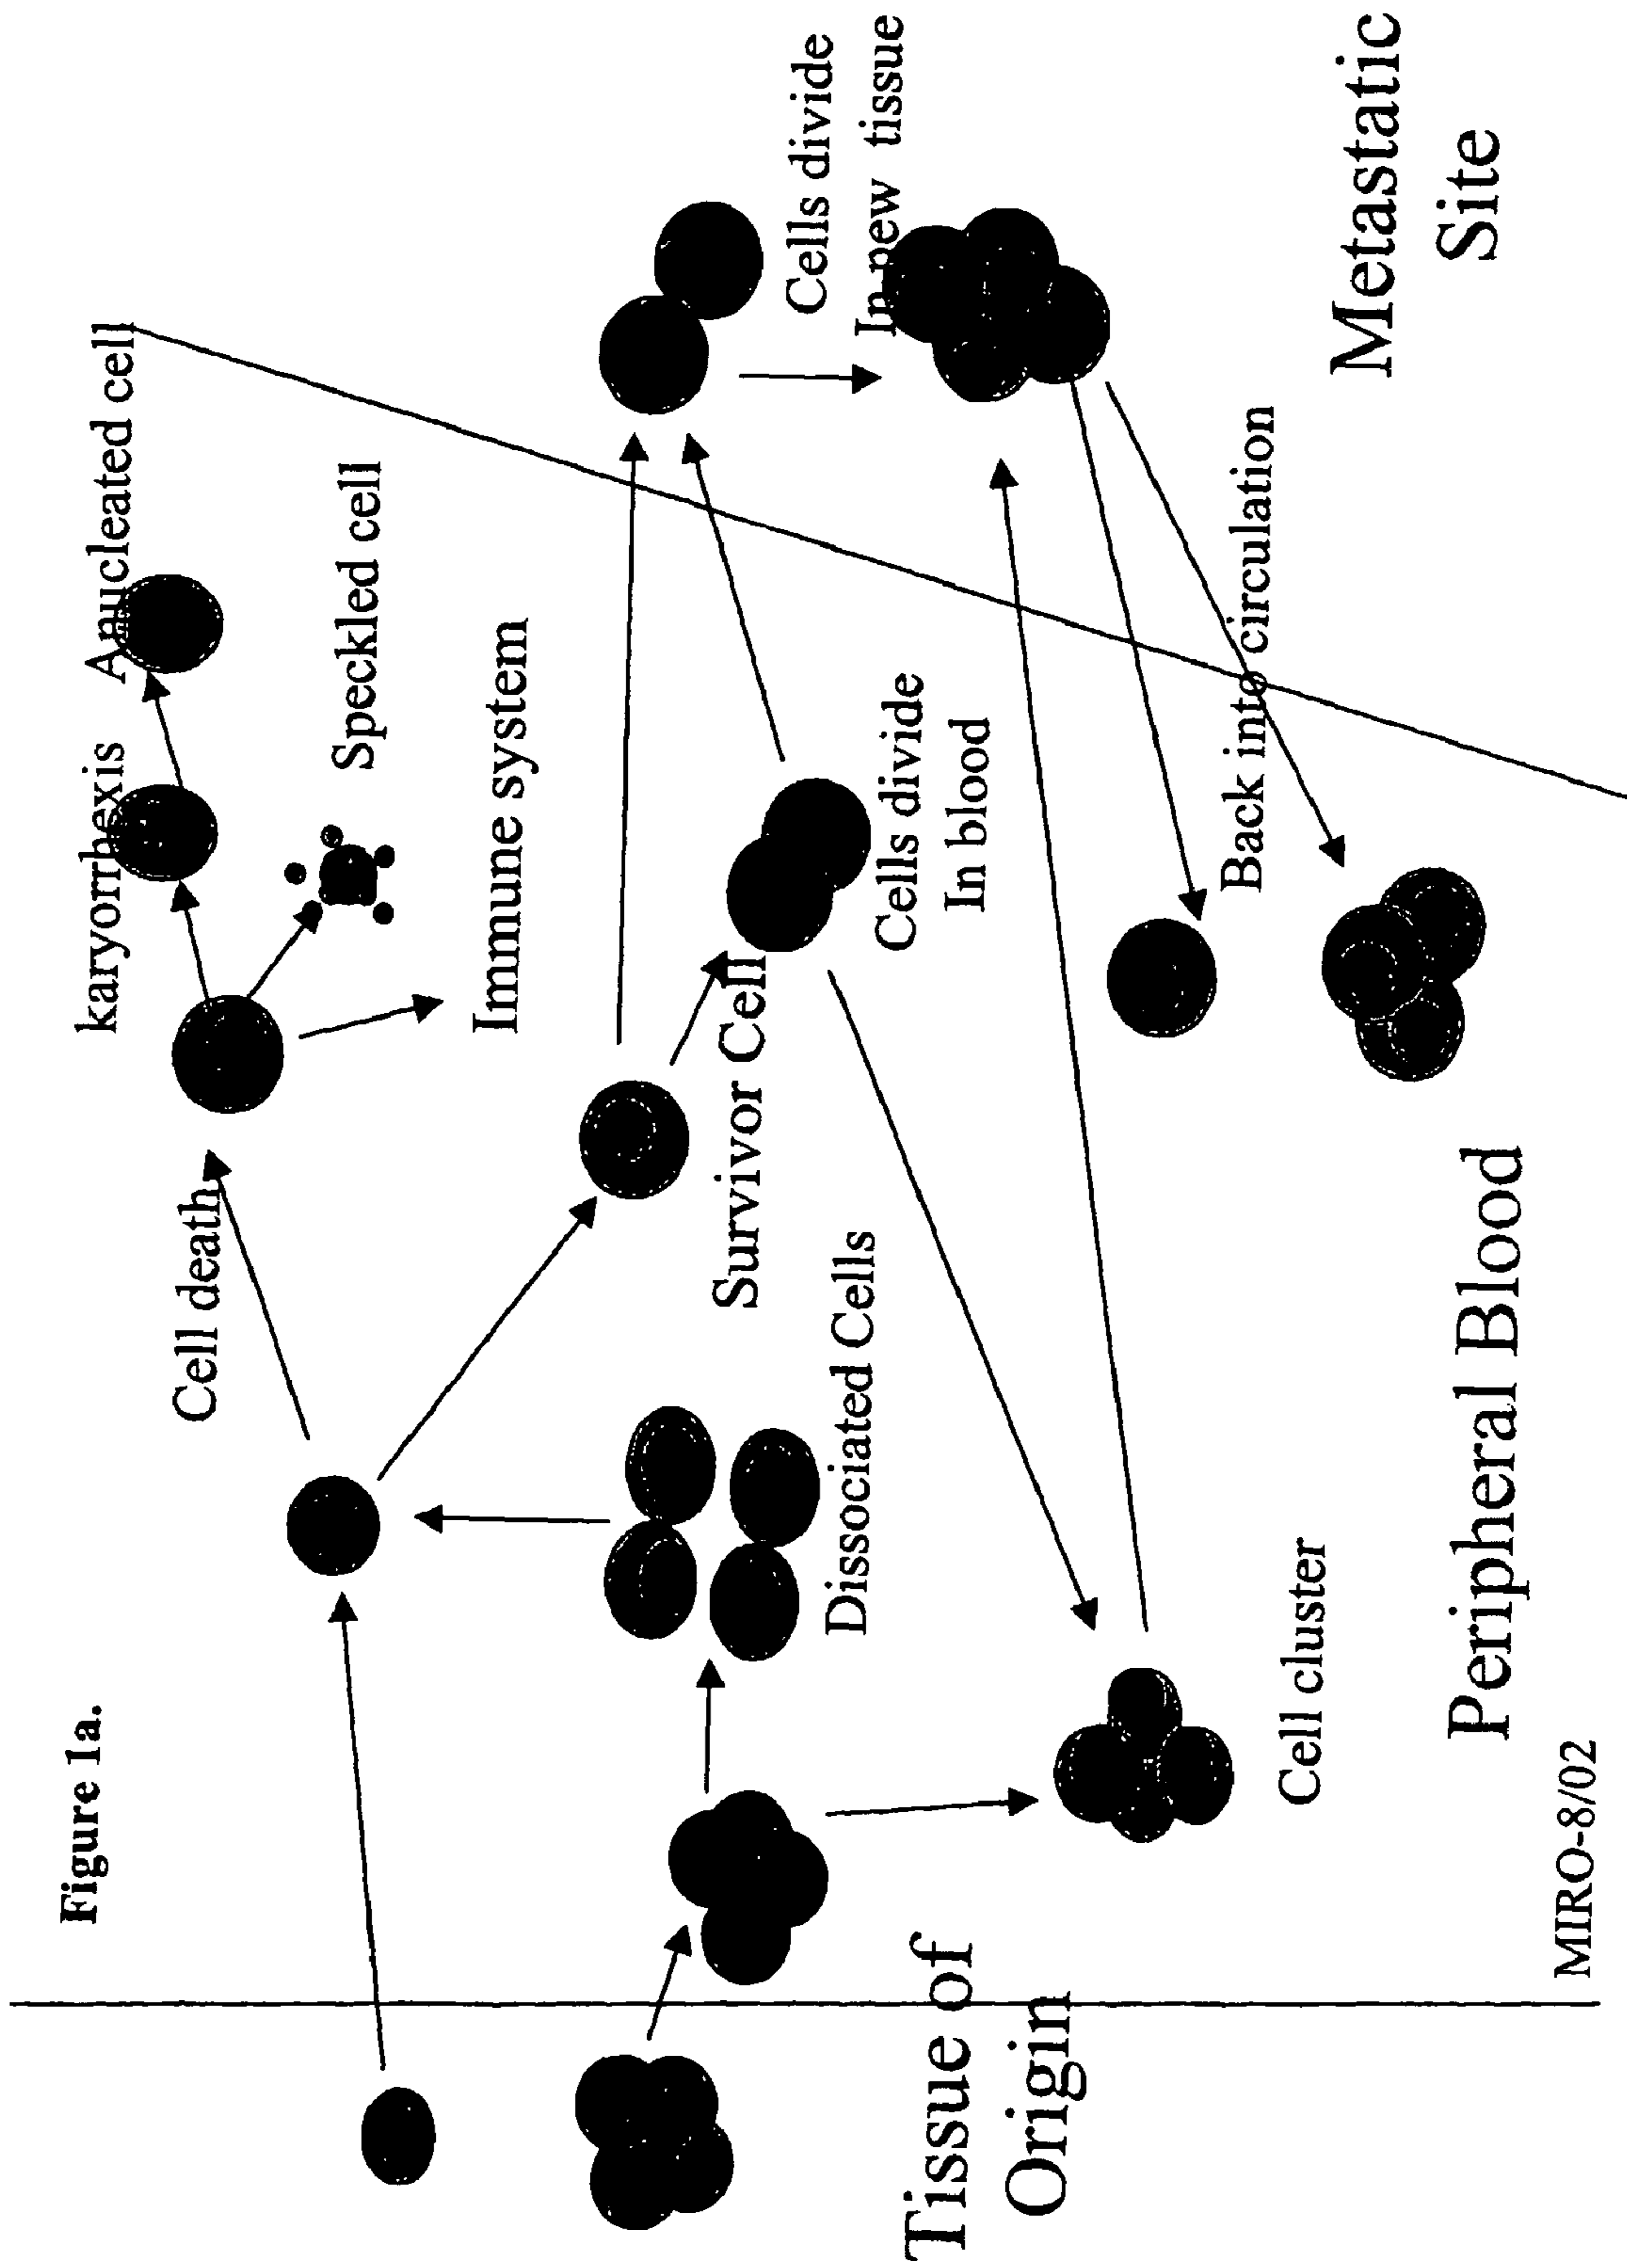 Figure 1a.
karyorrhexis
Anucleated cell
Cell death
Speckled cell
Immune system
Survivor Cell
Cells divide
In new tissue
Dissociated Cells
Cells divide
In blood
Tissue of
Origin
Cell cluster
Back into circulation
Metastatic
Site
Peripheral Blood
MIRO-8/02